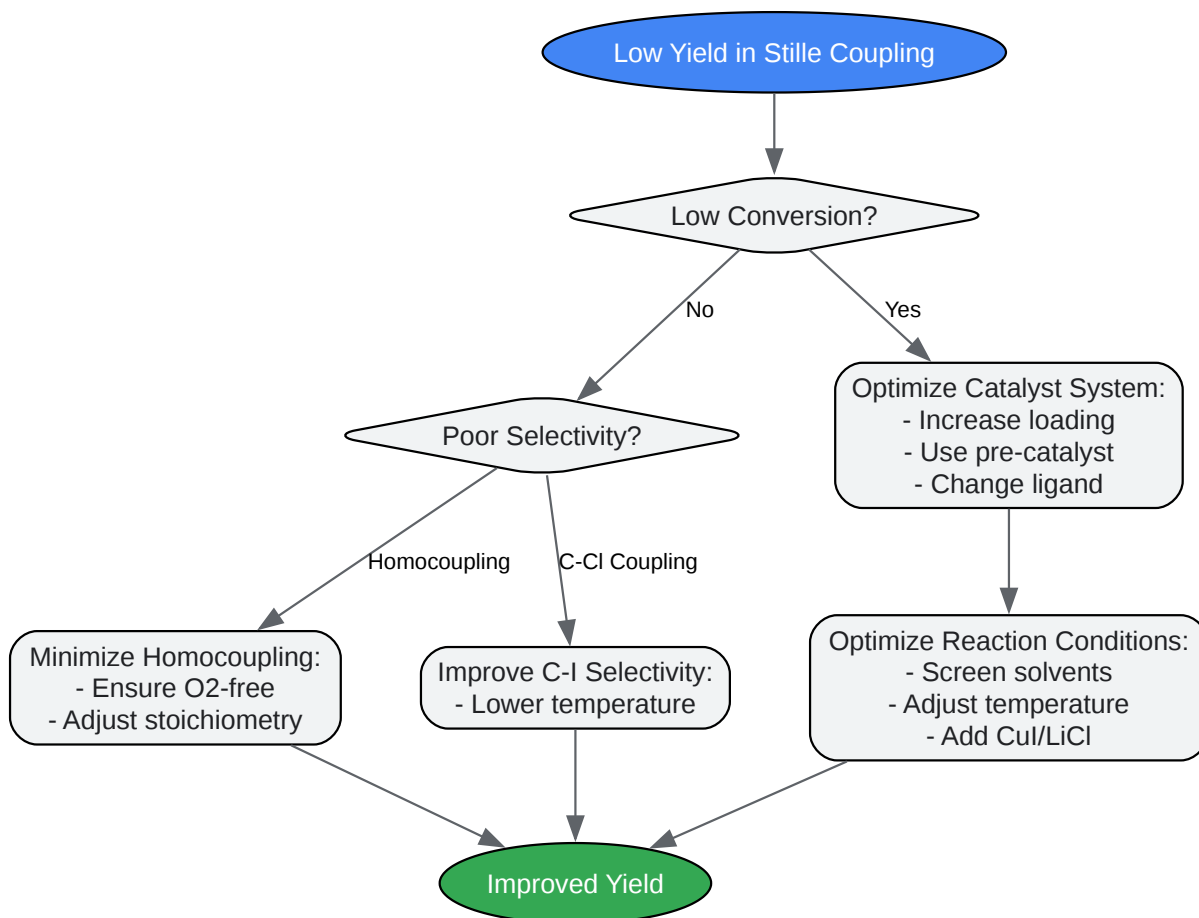 Low Yield in Stille Coupling
Low Conversion?
No
Yes
Optimize Catalyst System:
- Increase loading
- Use pre-catalyst
- Change ligand
Poor Selectivity?
Homocoupling
C-Cl Coupling
Minimize Homocoupling:
- Ensure O2-free
- Adjust stoichiometry
Improve C-I Selectivity:
- Lower temperature
Optimize Reaction Conditions:
- Screen solvents
- Adjust temperature
- Add CuI/LiCl
Improved Yield